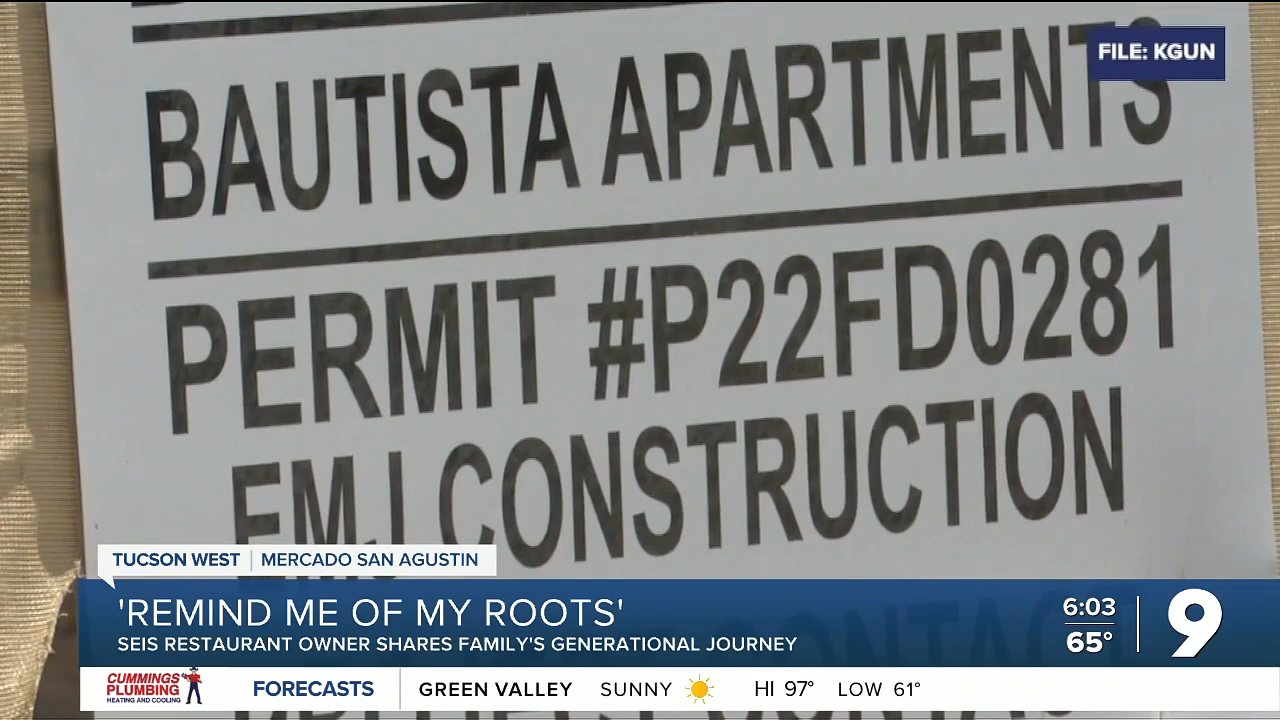 FILE: KGUN
BAUTISTA APARTMENTS
PERMIT #P22FD0281
EMJ CONSTRUCTION
TUCSON WEST | MERCADO SAN AGUSTIN
'REMIND ME OF MY ROOTS'
SEIS RESTAURANT OWNER SHARES FAMILY'S GENERATIONAL JOURNEY
6:03
65°
9
CUMMINGS
PLUMBING
HEATING AND COOLING
FORECASTS GREEN VALLEY SUNNY HI 97° LOW 61°